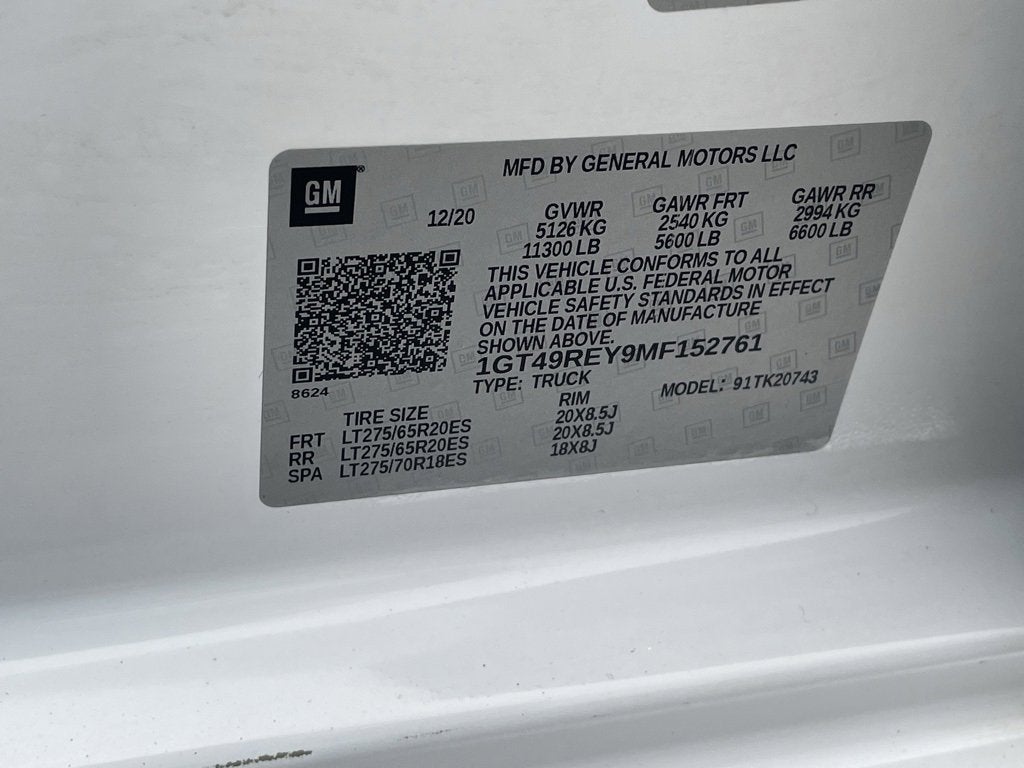 GM®
MFD BY GENERAL MOTORS LLC
12/20
GVWR
5126 KG
11300 LB
GAWR FRT
2540 KG
5600 LB
GAWR RR
2994 KG
6600 LB
THIS VEHICLE CONFORMS TO ALL
APPLICABLE U.S. FEDERAL MOTOR
VEHICLE SAFETY STANDARDS IN EFFECT
ON THE DATE OF MANUFACTURE
SHOWN ABOVE.
1GT49REY9MF152761
TYPE: TRUCK
MODEL: 91TK20743
8624
TIRE SIZE RIM
FRT LT275/65R20ES 20X8.5J
RR LT275/65R20ES 20X8.5J
SPA LT275/70R18ES 18X8J